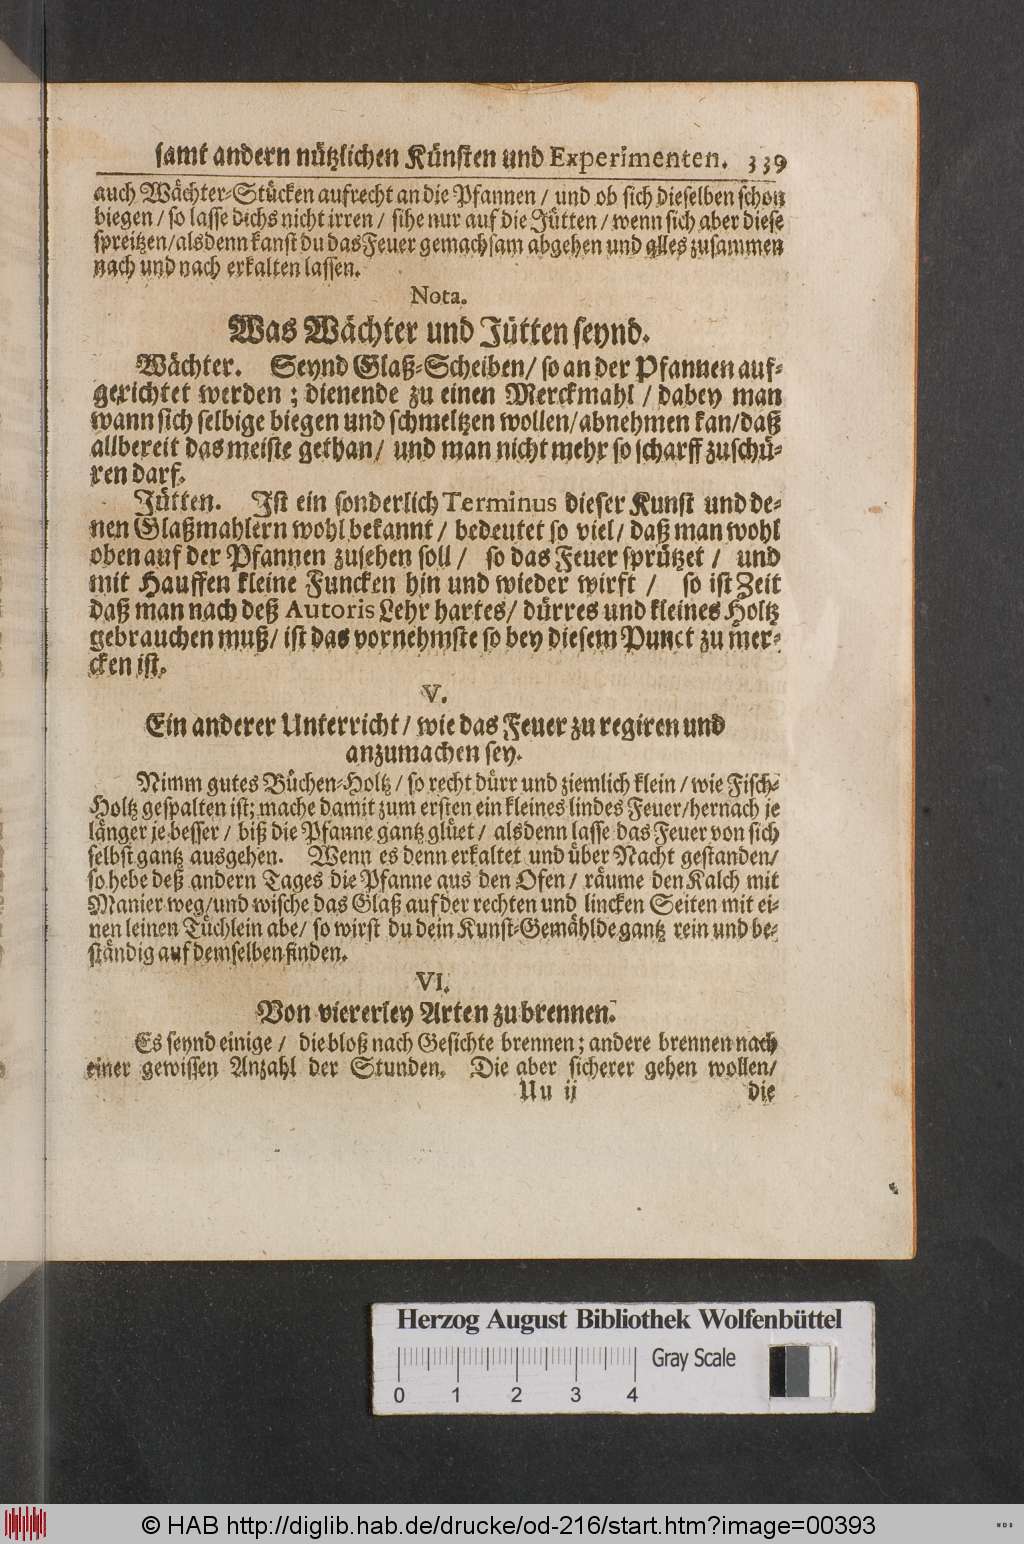 samt andern nützlichen Künsten und Experimenten. 339
auch Wächter-Stücken aufrecht an die Pfannen / und ob sich dieselben schon
biegen / so lasse dichs nicht irren / sihe nur auf die Jütten / wenn sich aber diese
spreitzen / alsdenn kanst du das Feuer gemachsam abgehen und alles zusammen
nach und nach erkalten lassen.
Nota.
Was Wächter und Jütten seynd.
Wächter. Seynd Glaß-Scheiben / so an der Pfannen auf-
gerichtet werden ; dienende zu einen Merckmahl / dabey man
wann sich selbige biegen und schmeltzen wollen / abnehmen kan / daß
allbereit das meiste gethan / und man nicht mehr so scharff zuschü-
ren darf.
Jütten. Ist ein sonderlich Terminus dieser Kunst und de-
nen Glaßmahlern wohl bekannt / bedeutet so viel / daß man wohl
oben auf der Pfannen zusehen soll / so das Feuer sprützet / und
mit Hauffen kleine Funcken hin und wieder wirft / so ist Zeit
daß man nach deß Autoris Lehr hartes / dürres und kleines Holtz
gebrauchen muß / ist das vornehmste so bey diesem Punct zu mer-
cken ist.
V.
Ein anderer Unterricht / wie das Feuer zu regiren und
anzumachen sey.
Nimm gutes Büchen-Holtz / so recht dürr und ziemlich klein / wie Fisch-
Holtz gespalten ist; mache damit zum ersten ein kleines lindes Feuer / hernach je
länger je besser / biß die Pfanne gantz glüet / alsdenn lasse das Feuer von sich
selbst gantz ausgehen. Wenn es denn erkaltet und über Nacht gestanden /
so hebe deß andern Tages die Pfanne aus den Ofen / räume den Kalch mit
Manier weg / und wische das Glaß auf der rechten und lincken Seiten mit ei-
nen leinen Tüchlein abe / so wirst du dein Kunst-Gemählde gantz rein und be-
ständig auf demselben finden.
VI.
Von viererley Arten zu brennen.
Es seynd einige / die bloß nach Gesichte brennen; andere brennen nach
einer gewissen Anzahl der Stunden. Die aber sicherer gehen wollen /
Uu ij die
Herzog August Bibliothek Wolfenbüttel
Gray Scale
0 1 2 3 4
© HAB http://diglib.hab.de/drucke/od-216/start.htm?image=00393